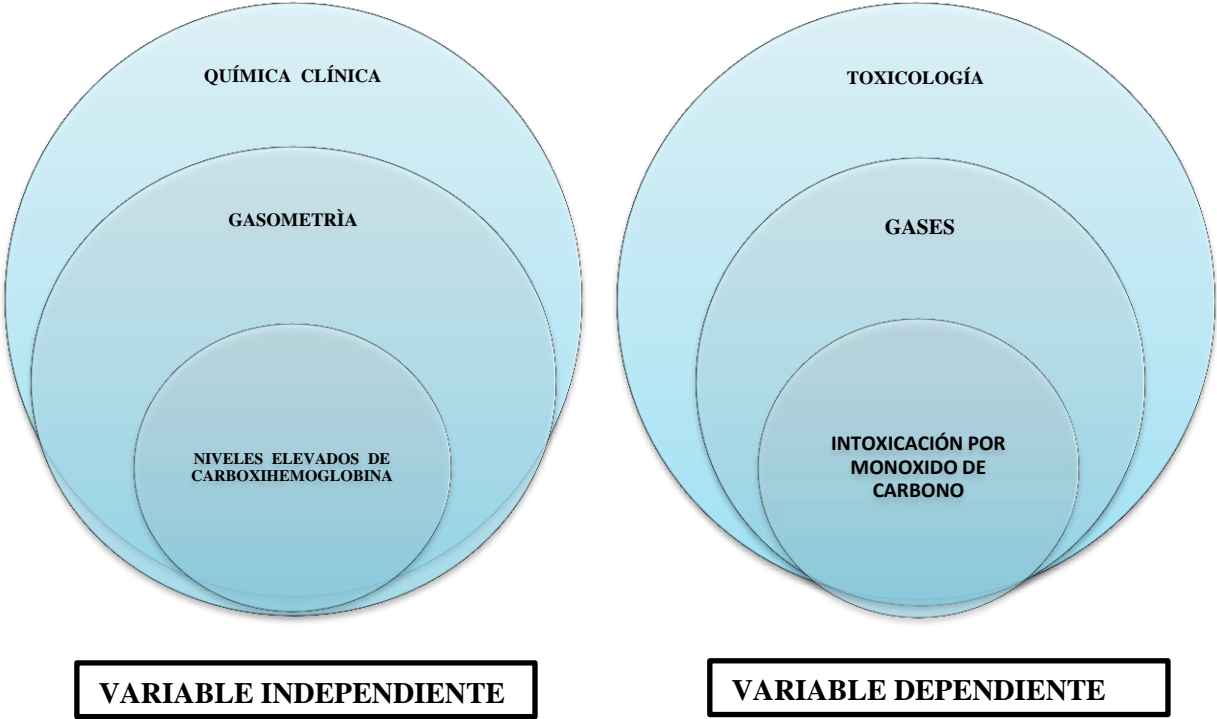 QUÍMICA CLÍNICA
GASOMETRÌA
NIVELES ELEVADOS DE
CARBOXIHEMOGLOBINA
VARIABLE INDEPENDIENTE
TOXICOLOGÍA
GASES
INTOXICACIÓN POR
MONOXIDO DE
CARBONO
VARIABLE DEPENDIENTE